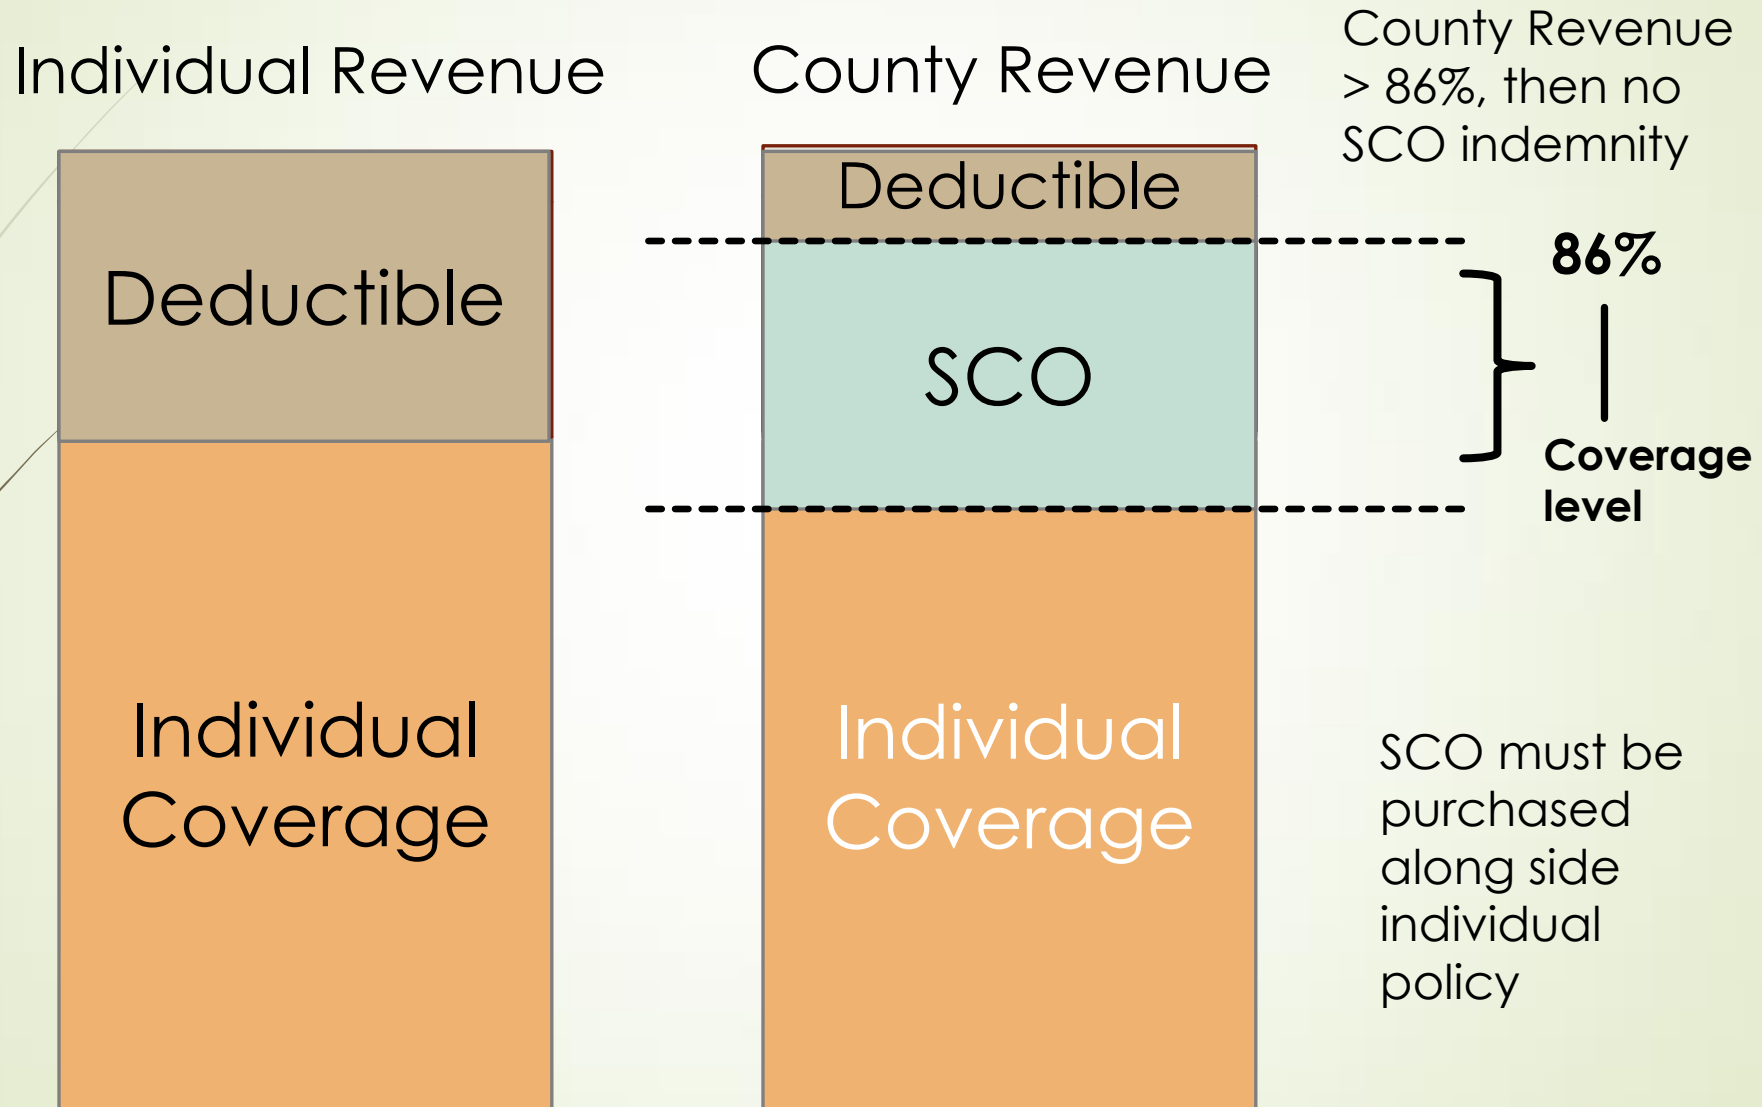 Individual Revenue
Deductible
Individual
Coverage
County Revenue
Deductible
SCO
Individual
Coverage
County Revenue
> 86%, then no
SCO indemnity
86%
Coverage
level
SCO must be
purchased
along side
individual
policy